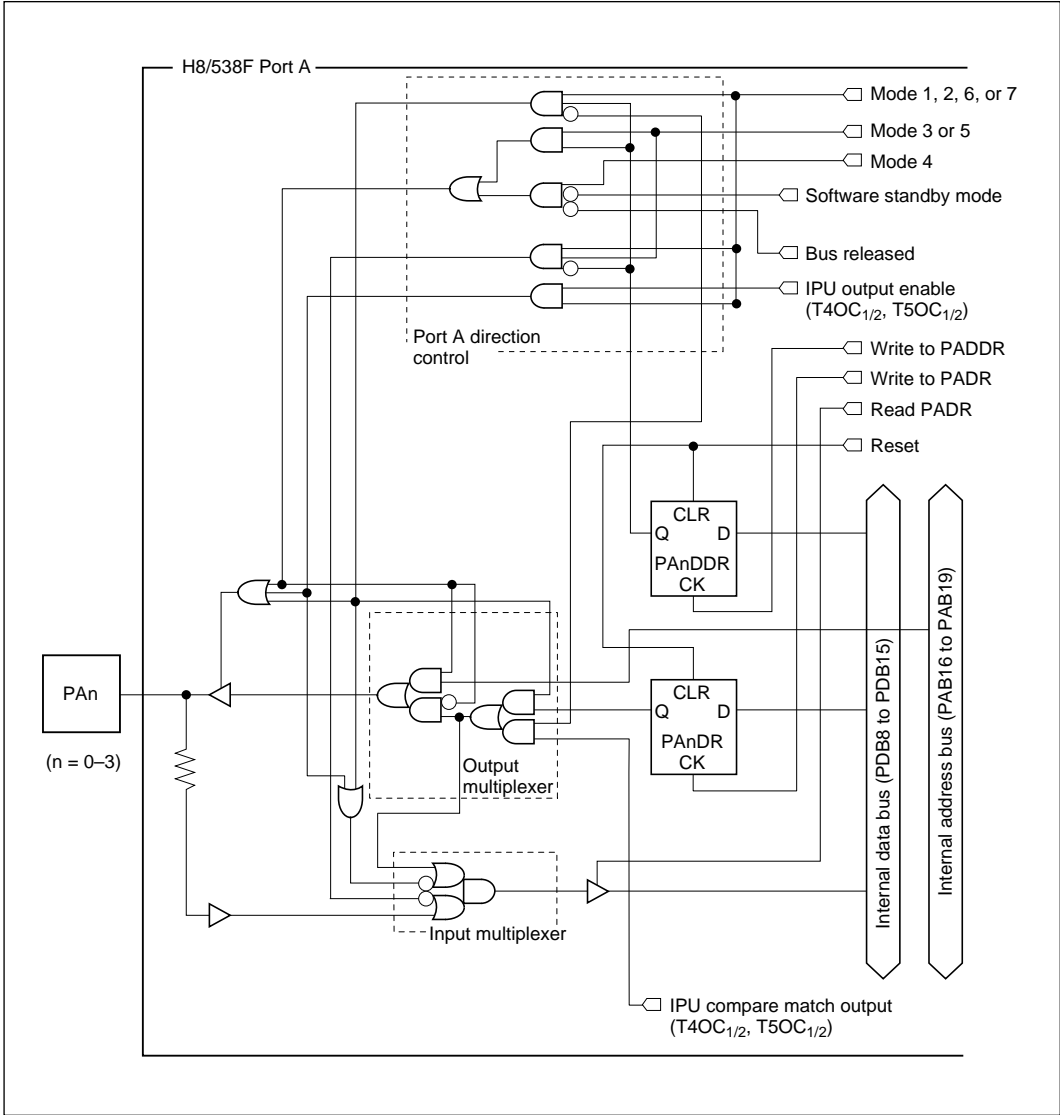 H8/538F Port A
Mode 1, 2, 6, or 7
Mode 3 or 5
Mode 4
Software standby mode
Bus released
IPU output enable
(T4OC1/2, T5OC1/2)
Port A direction
control
Write to PADDR
Write to PADR
Read PADR
Reset
CLR
Q D
PAnDDR
CK
Internal data bus (PDB8 to PDB15)
Internal address bus (PAB16 to PAB19)
PAn
(n = 0–3)
CLR
Q D
PAnDR
CK
Output
multiplexer
Input multiplexer
IPU compare match output
(T4OC1/2, T5OC1/2)